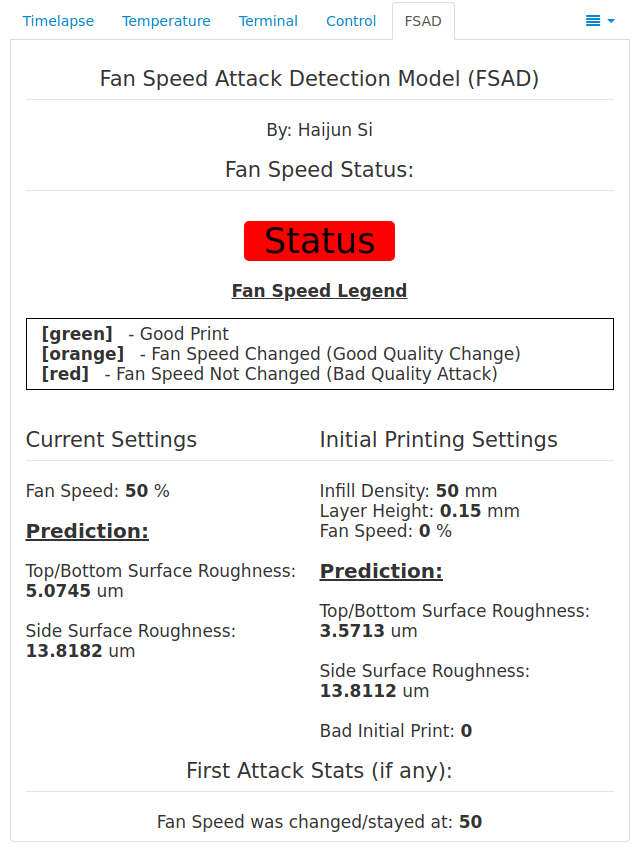 Timelapse Temperature Terminal Control FSAD
Fan Speed Attack Detection Model (FSAD)
By: Haijun Si
Fan Speed Status:
Status
Fan Speed Legend
[green] - Good Print
[orange] - Fan Speed Changed (Good Quality Change)
[red] - Fan Speed Not Changed (Bad Quality Attack)
Current Settings
Fan Speed: 50 %
Prediction:
Top/Bottom Surface Roughness:
5.0745 um
Side Surface Roughness:
13.8182 um
Initial Printing Settings
Infill Density: 50 mm
Layer Height: 0.15 mm
Fan Speed: 0 %
Prediction:
Top/Bottom Surface Roughness:
3.5713 um
Side Surface Roughness:
13.8112 um
Bad Initial Print: 0
First Attack Stats (if any):
Fan Speed was changed/stayed at: 50